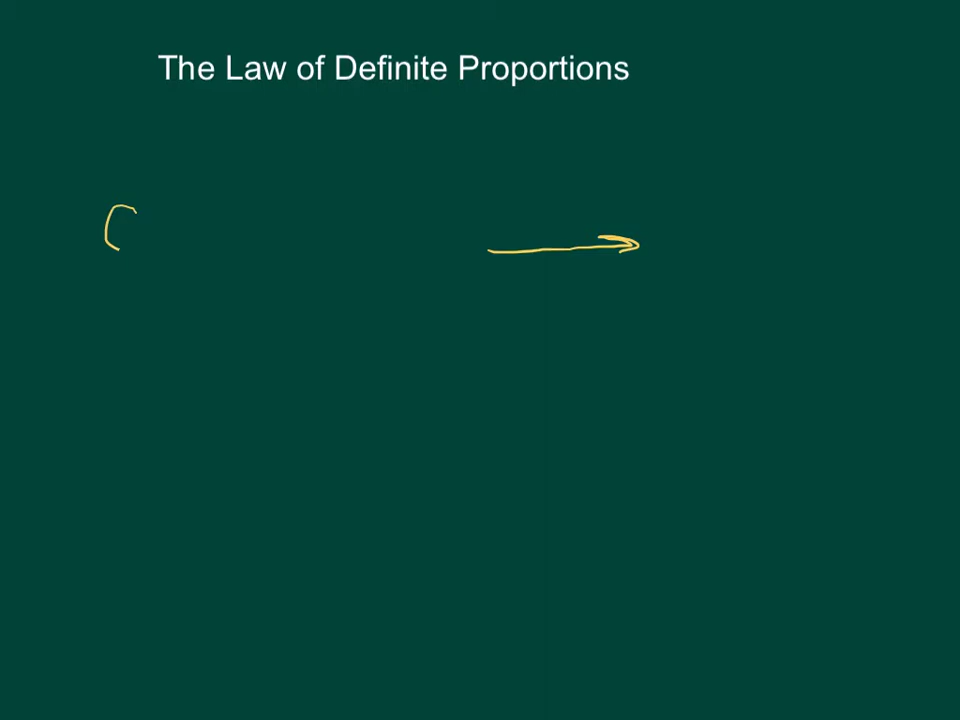 The Law of Definite Proportions
C →